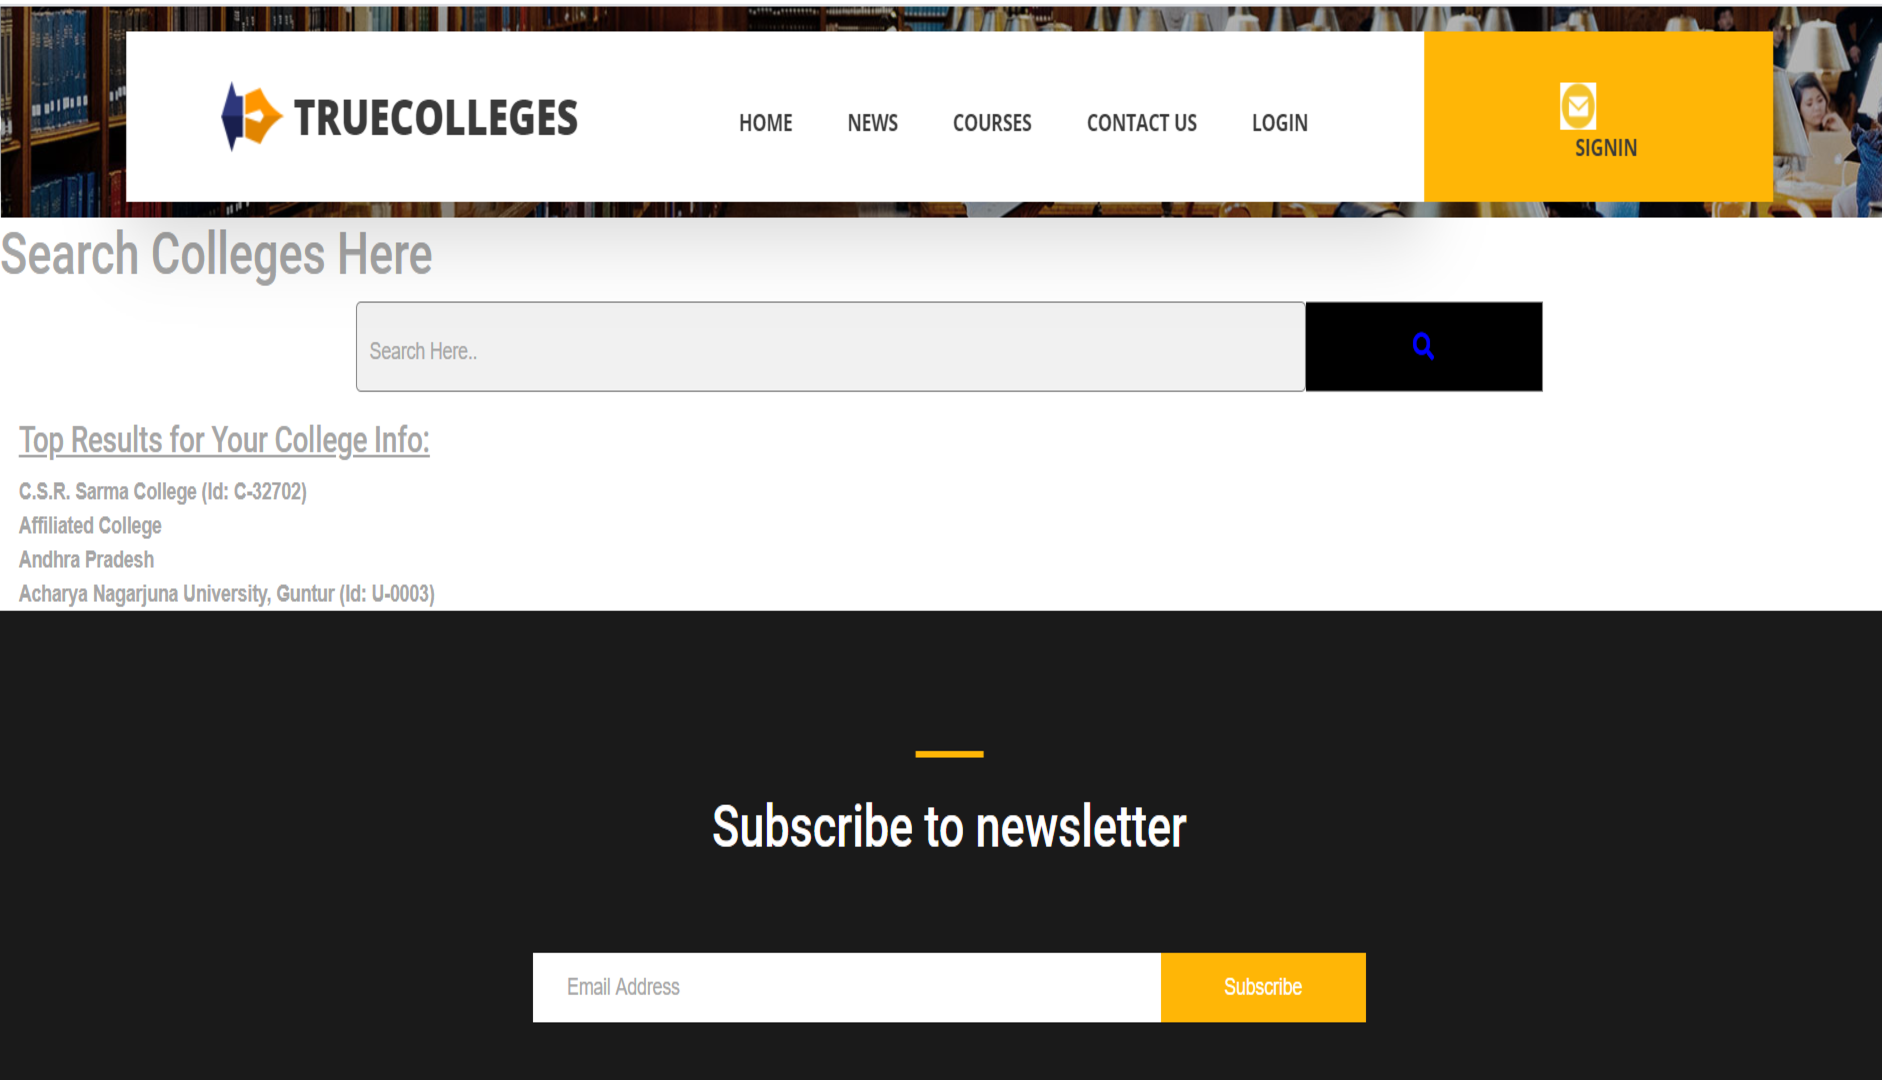 TRUECOLLEGES
HOME NEWS COURSES CONTACT US LOGIN
SIGNIN
Search Colleges Here
Search Here..
Top Results for Your College Info:
C.S.R. Sarma College (Id: C-32702)
Affiliated College
Andhra Pradesh
Acharya Nagarjuna University, Guntur (Id: U-0003)
Subscribe to newsletter
Email Address
Subscribe